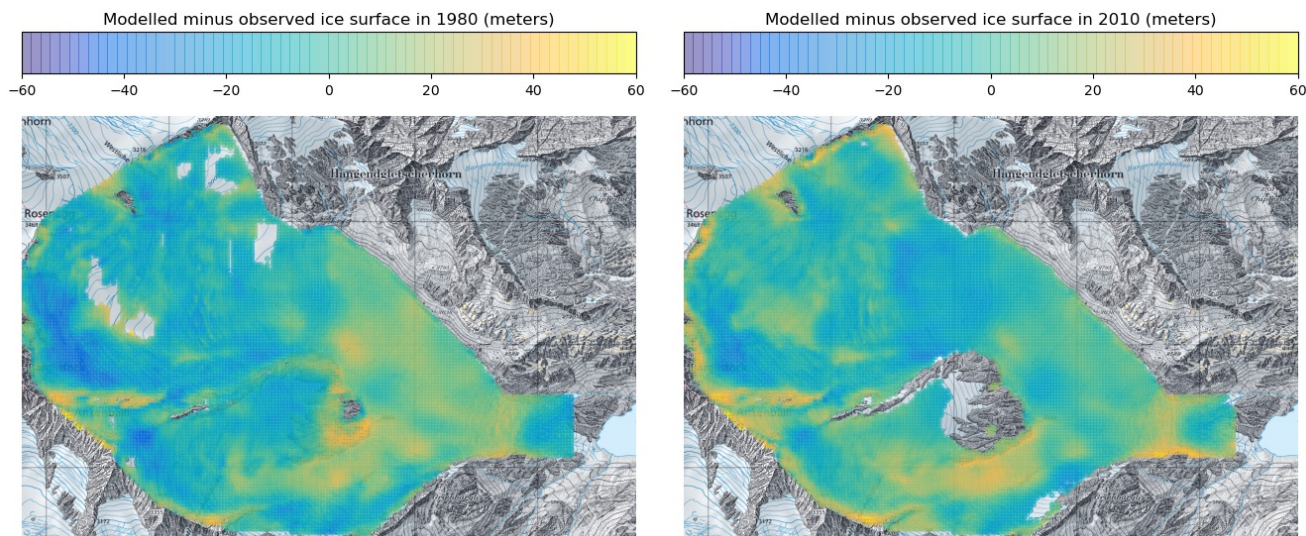 Modelled minus observed ice surface in 1980 (meters)
−60 −40 −20 0 20 40 60
Modelled minus observed ice surface in 2010 (meters)
−60 −40 −20 0 20 40 60
Hangendgletscherhorn
3172
Hangendgletscherhorn